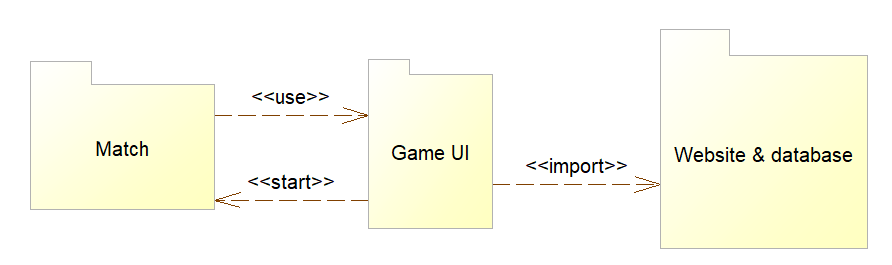 <<use>>
Match
Game UI
<<start>>
<<import>>
Website & database